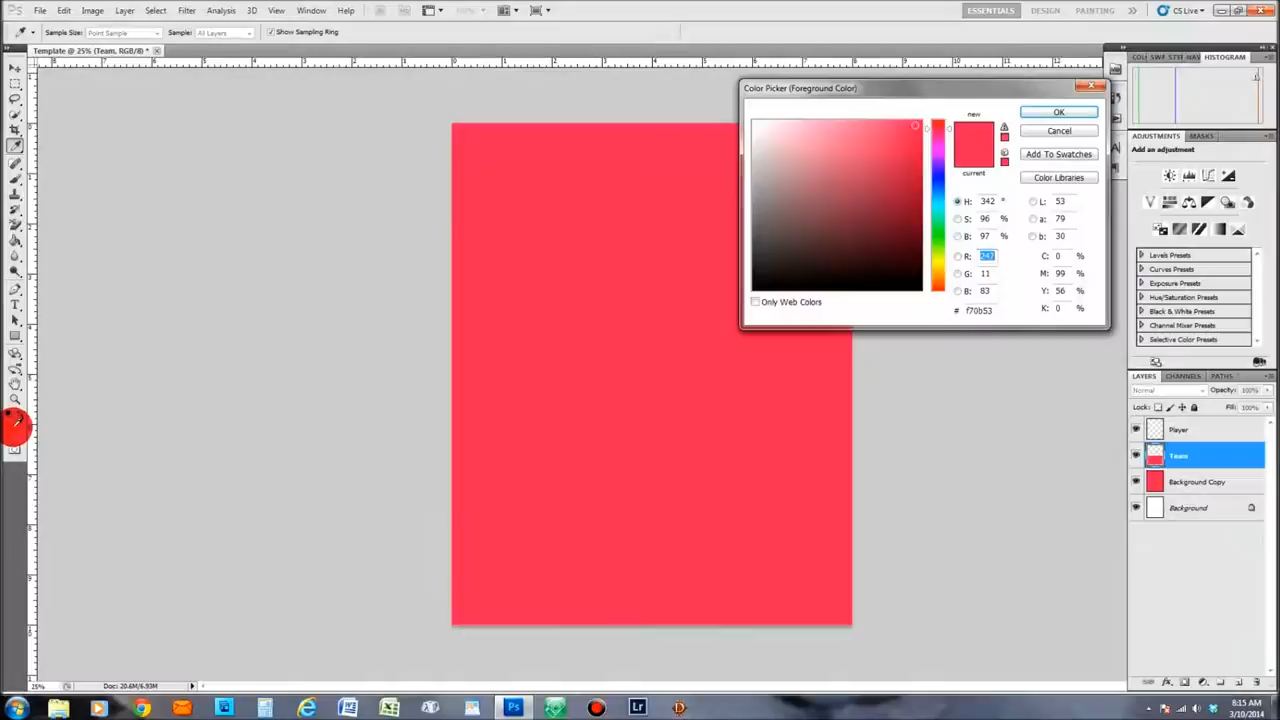 PS File Edit Image Layer Select Filter Analysis 3D View Window Help ESSENTIALS DESIGN PAINTING CS Live
Sample Size: Point Sample Sample: All Layers Show Sampling Ring
Template @ 25% (Team, RGB/8) *
HISTOGRAM
Color Picker (Foreground Color)
new
current
OK
Cancel
Add To Swatches
Color Libraries
H: 342 °
S: 96 %
B: 97 %
R: 247
G: 11
B: 83
# f70b53
L: 53
a: 79
b: 30
C: 0 %
M: 99 %
Y: 56 %
K: 0 %
Only Web Colors
ADJUSTMENTS MASKS
Add an adjustment
Levels Presets
Curves Presets
Exposure Presets
Hue/Saturation Presets
Black & White Presets
Channel Mixer Presets
Selective Color Presets
LAYERS CHANNELS PATHS
Normal Opacity: 100%
Lock: Fill: 100%
Player
Team
Background Copy
Background
25% Doc: 20.6M/6.93M
Ps Lr
8:15 AM
3/10/2014